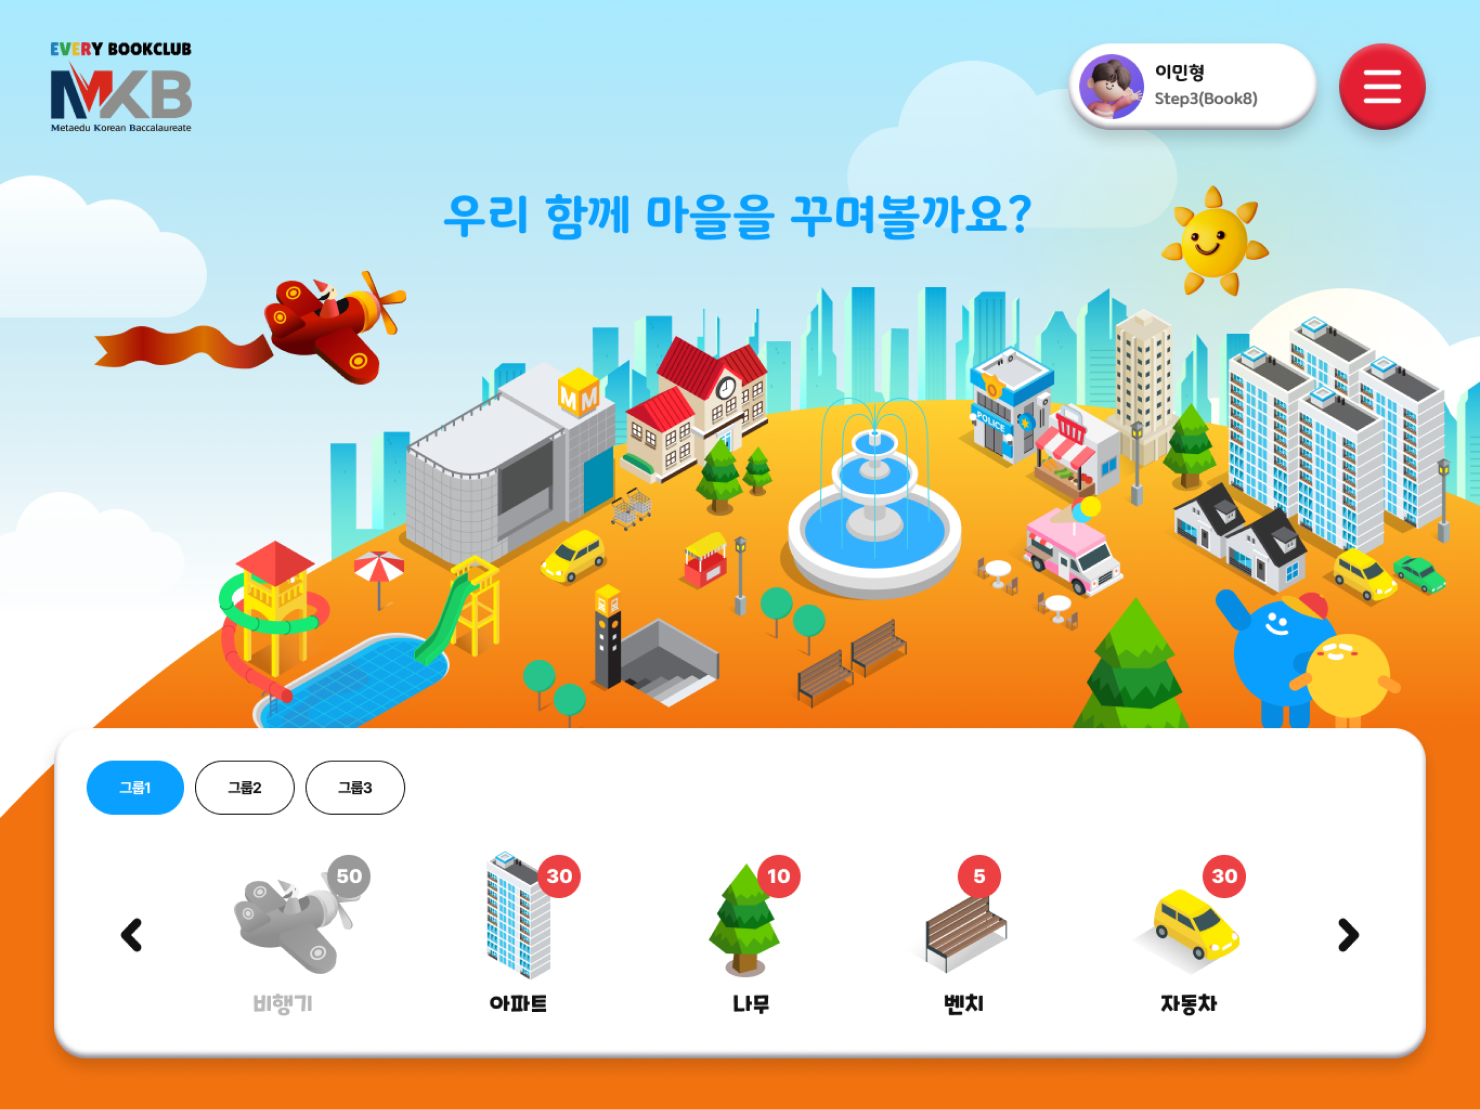 EVERY BOOKCLUB
MKB
Metaedu Korean Baccalaureate
이민형
Step3(Book8)
우리 함께 마을을 꾸며볼까요?
MM
POLICE
그룹1
그룹2
그룹3
50
30
10
5
30
비행기
아파트
나무
벤치
자동차